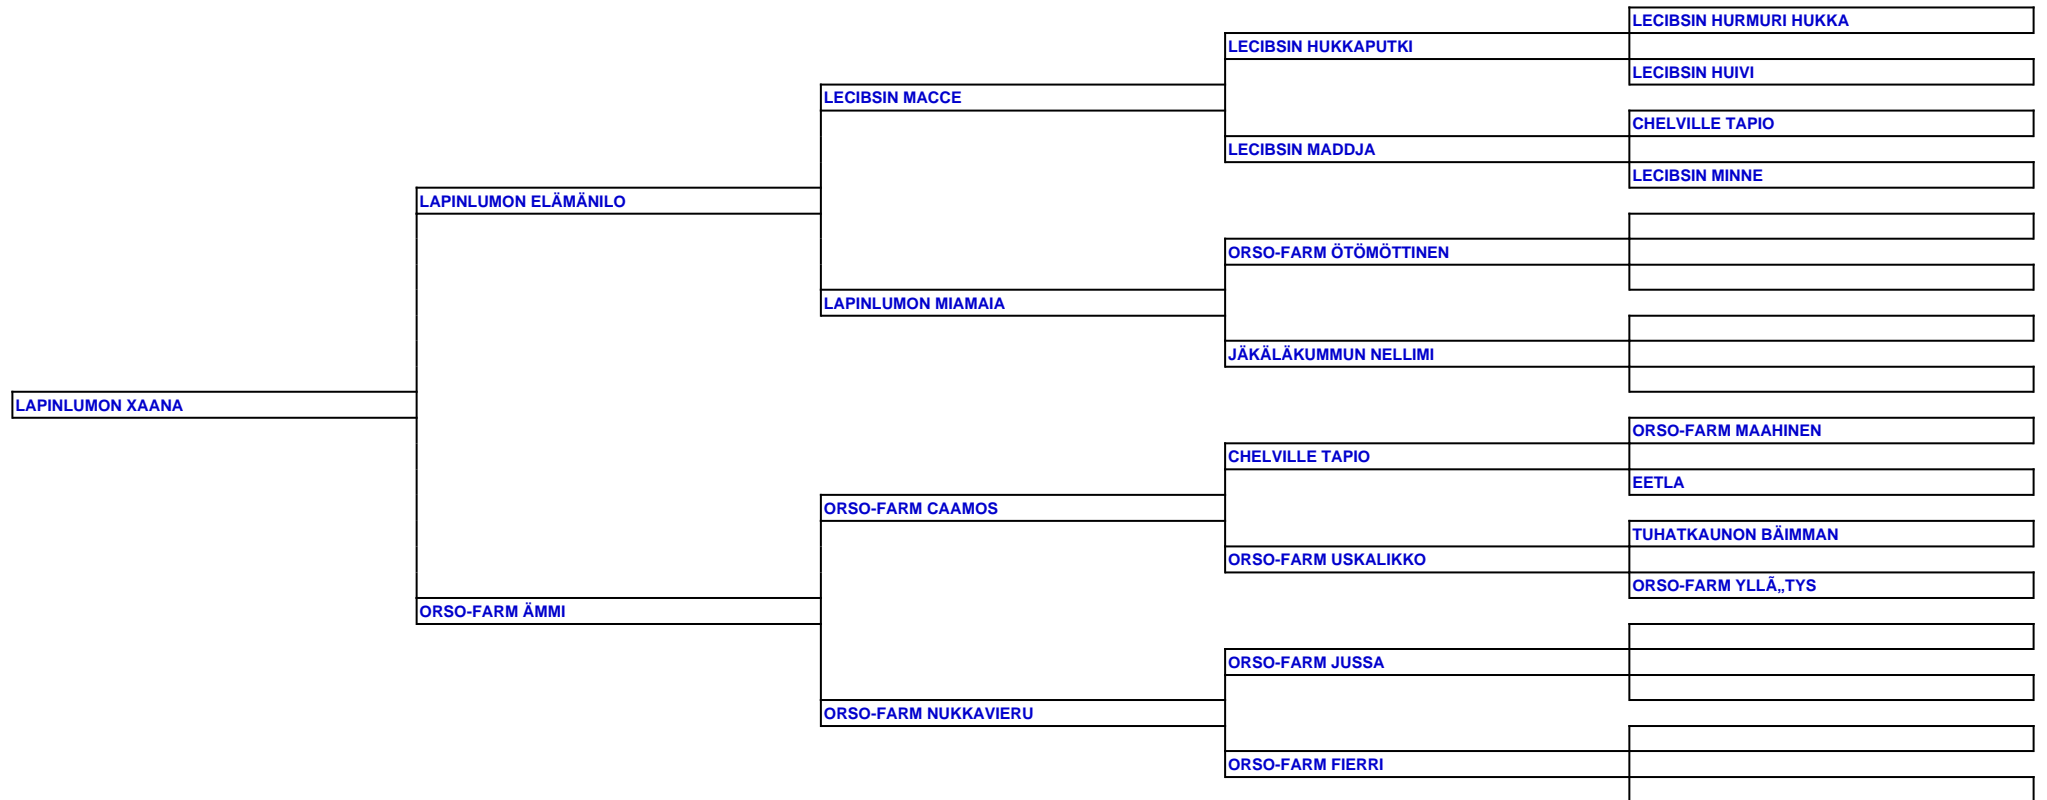 LECIBSIN HURMURI HUKKA
LECIBSIN HUKKAPUTKI
LECIBSIN HUIVI
LECIBSIN MACCE
CHELVILLE TAPIO
LECIBSIN MADDJA
LECIBSIN MINNE
LAPINLUMON ELÄMÄNILO
ORSO-FARM ÖTÖMÖTTINEN
LAPINLUMON MIAMAIA
JÄKÄLÄKUMMUN NELLIMI
LAPINLUMON XAANA
ORSO-FARM MAAHINEN
CHELVILLE TAPIO
EETLA
ORSO-FARM CAAMOS
TUHATKAUNON BÄIMMAN
ORSO-FARM USKALIKKO
ORSO-FARM YLLÃ„TYS
ORSO-FARM ÄMMI
ORSO-FARM JUSSA
ORSO-FARM NUKKAVIERU
ORSO-FARM FIERRI